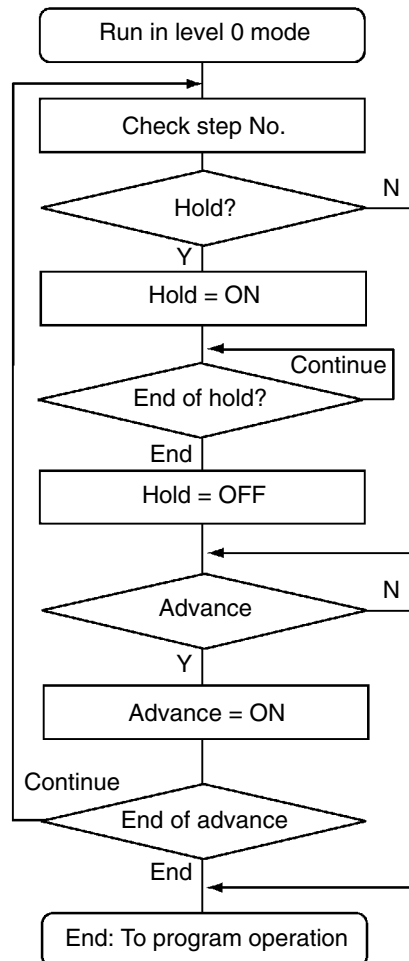 Run in level 0 mode
Check step No.
Hold?
N
Y
Hold = ON
Continue
End of hold?
End
Hold = OFF
Advance
N
Y
Advance = ON
Continue
End of advance
End
End: To program operation